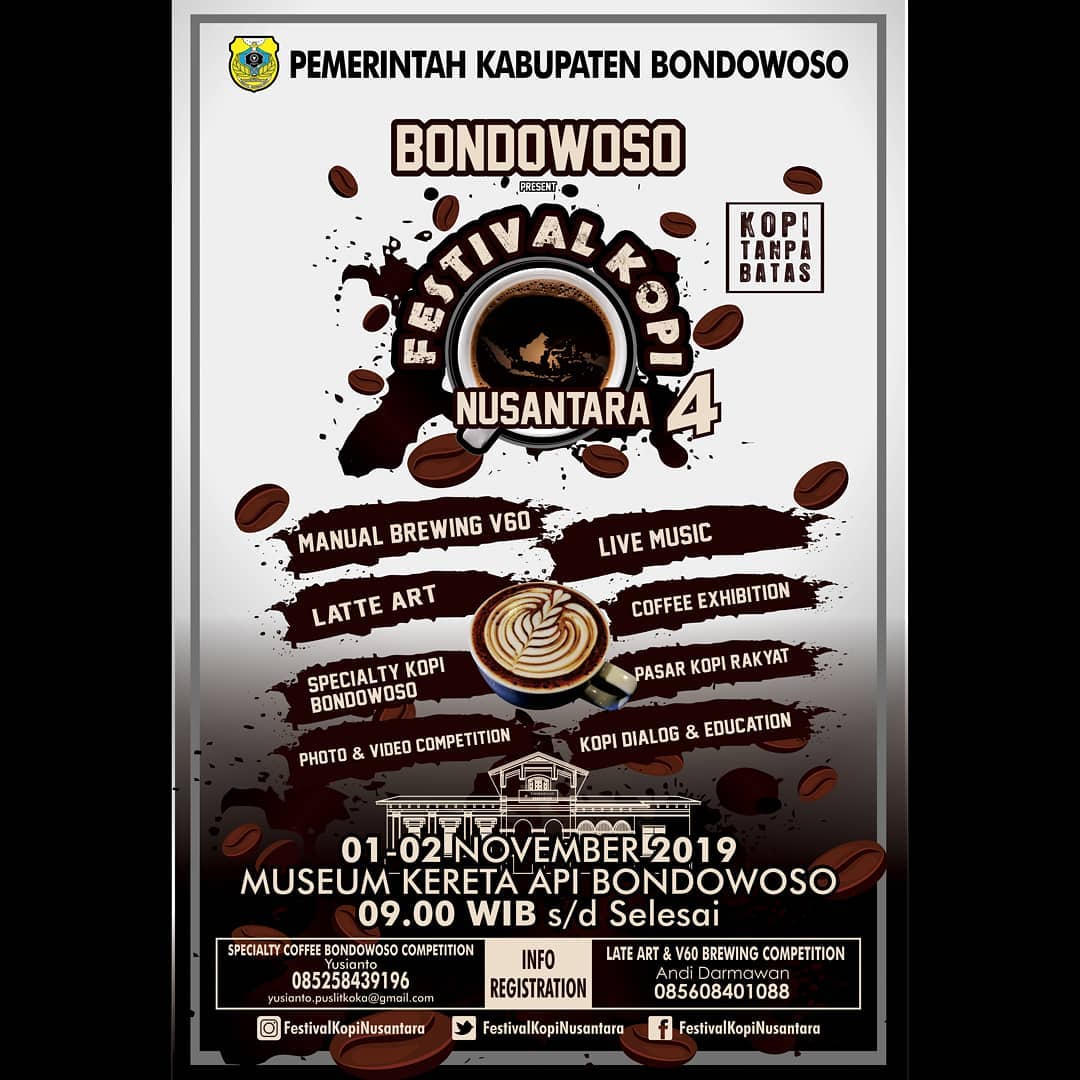 PEMERINTAH KABUPATEN BONDOWOSO
BONDOWOSO
PRESENT
FESTIVAL KOPI
NUSANTARA 4
KOPI
TANPA
BATAS
MANUAL BREWING V60
LIVE MUSIC
LATTE ART
COFFEE EXHIBITION
SPECIALTY KOPI
BONDOWOSO
PASAR KOPI RAKYAT
PHOTO & VIDEO COMPETITION
KOPI DIALOG & EDUCATION
01-02 NOVEMBER 2019
MUSEUM KERETA API BONDOWOSO
09.00 WIB s/d Selesai
SPECIALTY COFFEE BONDOWOSO COMPETITION
Yusianto
085258439196
yusianto.puslitkoka@gmail.com
INFO
REGISTRATION
LATE ART & V60 BREWING COMPETITION
Andi Darmawan
085608401088
FestivalKopiNusantara
FestivalKopiNusantara
FestivalKopiNusantara